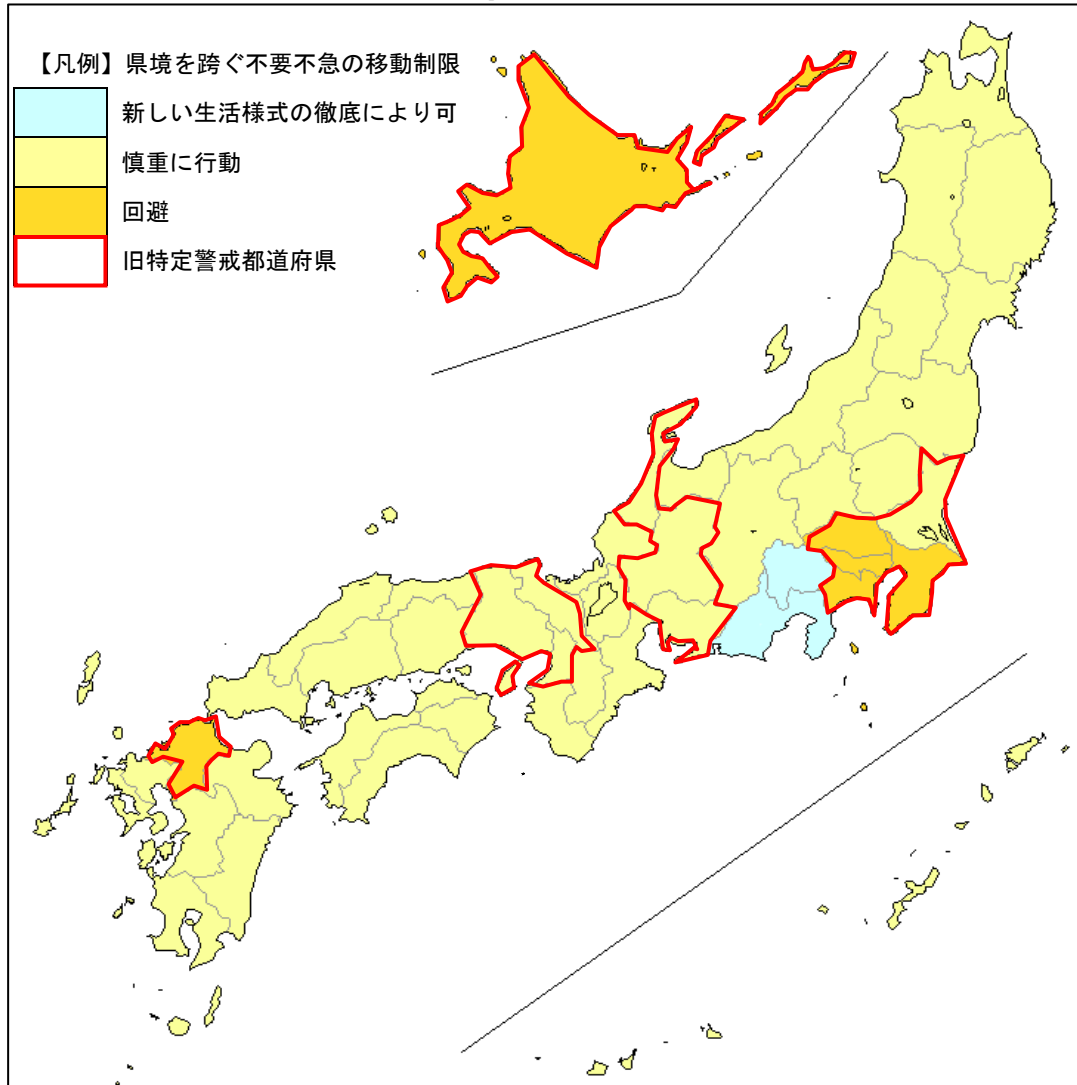 【凡例】県境を跨ぐ不要不急の移動制限
新しい生活様式の徹底により可
慎重に行動
回避
旧特定警戒都道府県